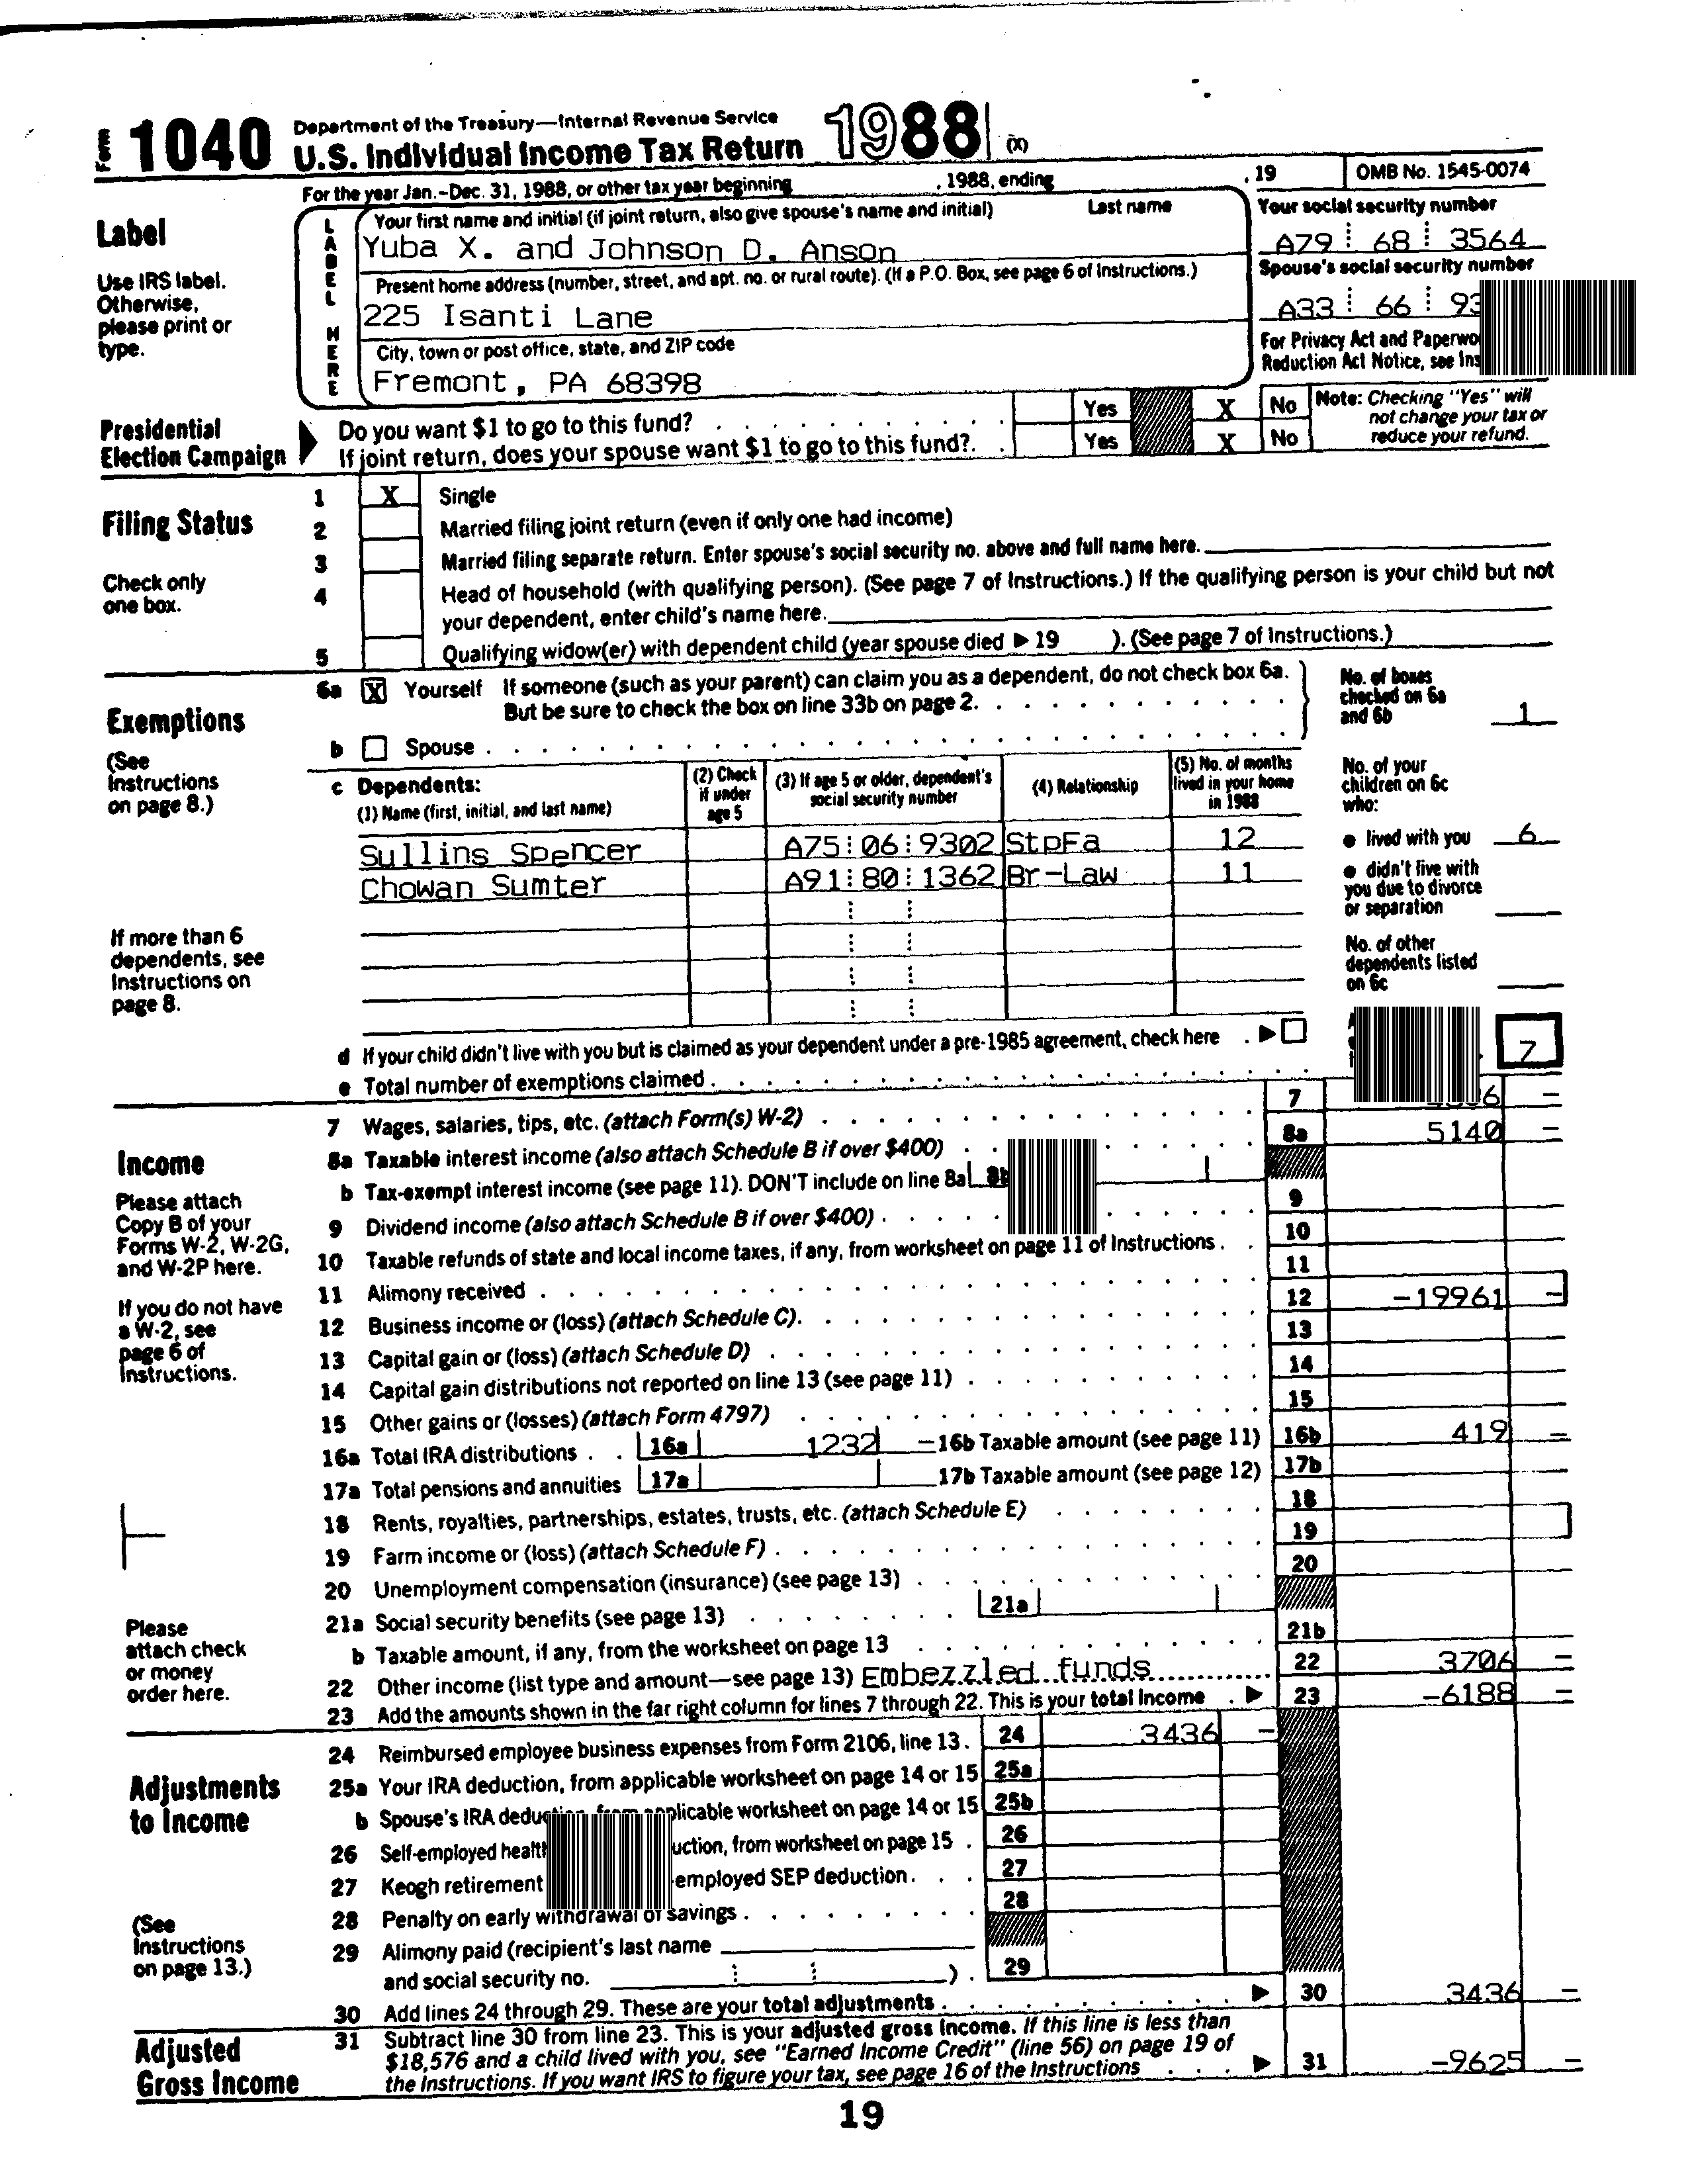 Form 1040 Department of the Treasury—Internal Revenue Service
U.S. Individual Income Tax Return 1988 (X)
For the year Jan.–Dec. 31, 1988, or other tax year beginning , 1988, ending , 19 OMB No. 1545-0074
Label
Use IRS label.
Otherwise,
please print or
type.
LABEL HERE
Your first name and initial (if joint return, also give spouse's name and initial) Last name
Yuba X. and Johnson D. Anson
Present home address (number, street, and apt. no. or rural route). (If a P.O. Box, see page 6 of Instructions.)
225 Isanti Lane
City, town or post office, state, and ZIP code
Fremont, PA 68398
Your social security number
A79 68 3564
Spouse's social security number
A33 66 93
For Privacy Act and
Reduction Act Notice, see
Presidential
Election Campaign
Do you want $1 to go to this fund? Yes X No
If joint return, does your spouse want $1 to go to this fund? Yes X No
Note: Checking "Yes" will
not change your tax or
reduce your refund.
Filing Status
Check only
one box.
1 X Single
2 Married filing joint return (even if only one had income)
3 Married filing separate return. Enter spouse's social security no. above and full name here.
4 Head of household (with qualifying person). (See page 7 of Instructions.) If the qualifying person is your child but not
your dependent, enter child's name here.
5 Qualifying widow(er) with dependent child (year spouse died ▶ 19 ). (See page 7 of Instructions.)
Exemptions
(See
Instructions
on page 8.)
If more than 6
dependents, see
Instructions on
page 8.
6a X Yourself If someone (such as your parent) can claim you as a dependent, do not check box 6a.
But be sure to check the box on line 33b on page 2.
b Spouse
c Dependents:
(1) Name (first, initial, and last name)
(2) Check
if under
age 5
(3) If age 5 or older, dependent's
social security number
(4) Relationship
(5) No. of months
lived in your home
in 1988
Sullins Spencer A75 06 9302 StpFa 12
Chowan Sumter A91 80 1362 Br-Law 11
No. of boxes
checked on 6a
and 6b 1
No. of your
children on 6c
who:
● lived with you 6
● didn't live with
you due to divorce
or separation
No. of other
dependents listed
on 6c
d If your child didn't live with you but is claimed as your dependent under a pre-1985 agreement, check here ▶
e Total number of exemptions claimed 7
Income
Please attach
Copy B of your
Forms W-2, W-2G,
and W-2P here.
If you do not have
a W-2, see
page 6 of
Instructions.
Please
attach check
or money
order here.
7 Wages, salaries, tips, etc. (attach Form(s) W-2) 7 –
8a Taxable interest income (also attach Schedule B if over $400) 8a 5140 –
b Tax-exempt interest income (see page 11). DON'T include on line 8a 8b
9 Dividend income (also attach Schedule B if over $400) 9
10 Taxable refunds of state and local income taxes, if any, from worksheet on page 11 of Instructions 10
11 Alimony received 11
12 Business income or (loss) (attach Schedule C) 12 -19961 –
13 Capital gain or (loss) (attach Schedule D) 13
14 Capital gain distributions not reported on line 13 (see page 11) 14
15 Other gains or (losses) (attach Form 4797) 15
16a Total IRA distributions 16a 1232 – 16b Taxable amount (see page 11) 16b 419 –
17a Total pensions and annuities 17a 17b Taxable amount (see page 12) 17b
18 Rents, royalties, partnerships, estates, trusts, etc. (attach Schedule E) 18
19 Farm income or (loss) (attach Schedule F) 19
20 Unemployment compensation (insurance) (see page 13) 20
21a Social security benefits (see page 13) 21a
b Taxable amount, if any, from the worksheet on page 13 21b
22 Other income (list type and amount—see page 13) Embezzled funds 22 3706 –
23 Add the amounts shown in the far right column for lines 7 through 22. This is your total income ▶ 23 -6188 –
Adjustments
to Income
(See
Instructions
on page 13.)
24 Reimbursed employee business expenses from Form 2106, line 13. 24 3436 –
25a Your IRA deduction, from applicable worksheet on page 14 or 15 25a
b Spouse's IRA worksheet on page 14 or 15 25b
26 Self-employed from worksheet on page 15 26
27 Keogh retirement employed SEP deduction 27
28 Penalty on early withdrawal of savings 28
29 Alimony paid (recipient's last name
and social security no. ) 29
30 Add lines 24 through 29. These are your total adjustments ▶ 30 3436 –
Adjusted
Gross Income
31 Subtract line 30 from line 23. This is your adjusted gross income. If this line is less than
$18,576 and a child lived with you, see "Earned Income Credit" (line 56) on page 19 of
the Instructions. If you want IRS to figure your tax, see page 16 of the Instructions ▶ 31 -9625 –
19